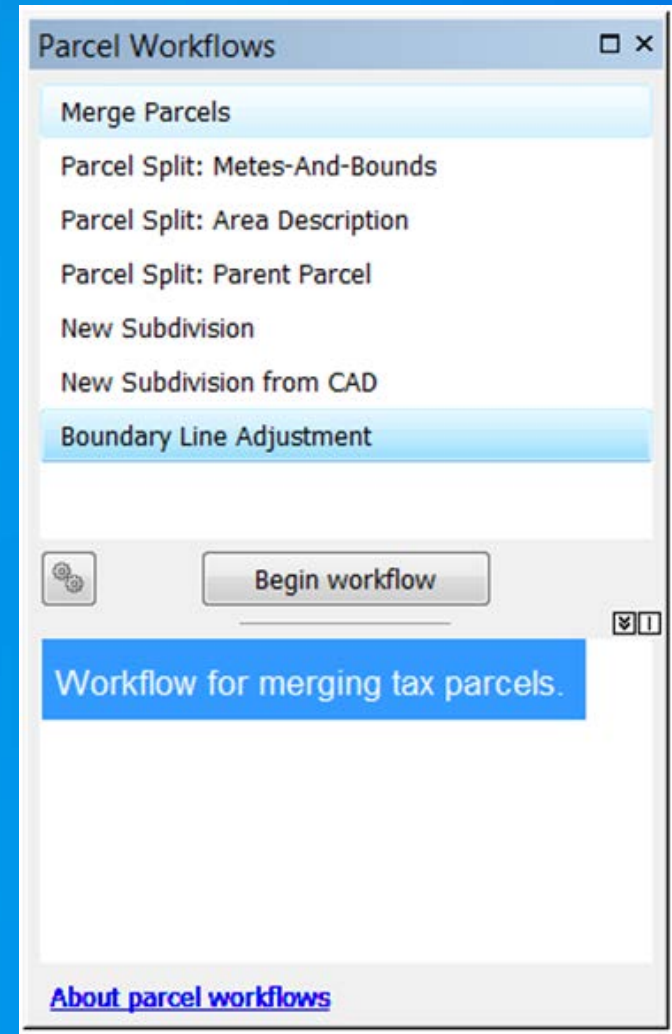 Parcel Workflows
Merge Parcels
Parcel Split: Metes-And-Bounds
Parcel Split: Area Description
Parcel Split: Parent Parcel
New Subdivision
New Subdivision from CAD
Boundary Line Adjustment
Begin workflow
Workflow for merging tax parcels.
About parcel workflows